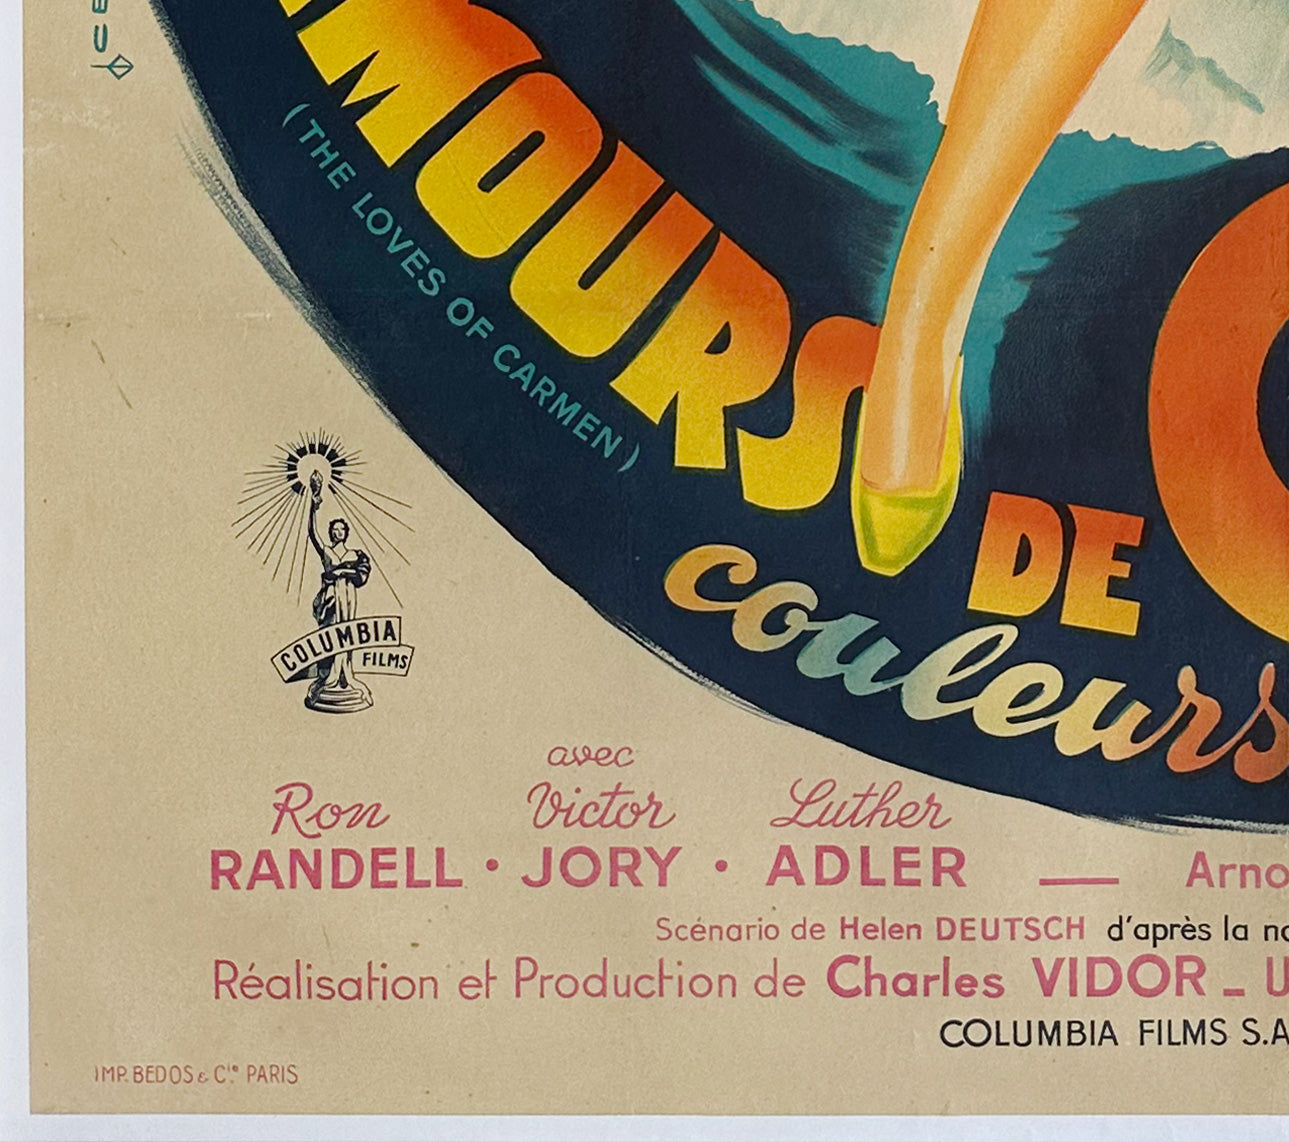 MOURS
(THE LOVES OF CARMEN)
DE
couleurs
COLUMBIA
FILMS
avec
Ron Victor Luther
RANDELL • JORY • ADLER — Arno
Scénario de Helen DEUTSCH d'après la no
Réalisation et Production de Charles VIDOR _ U
COLUMBIA FILMS S.A
IMP. BEDOS & Cie. PARIS